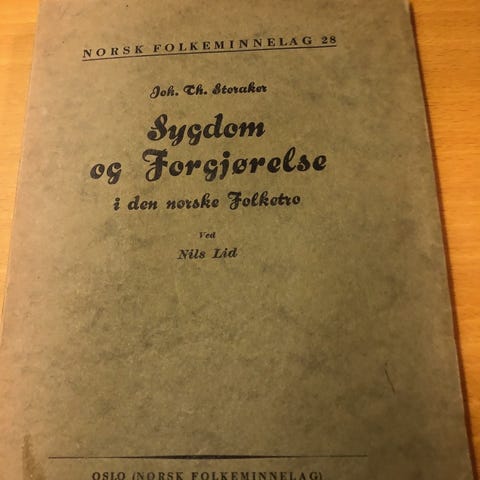 NORSK FOLKEMINNELAG 28
Joh. Th. Storaker
Sygdom
og Forgjørelse
i den norske Folketro
Ved
Nils Lid
OSLO (NORSK FOLKEMINNELAG)